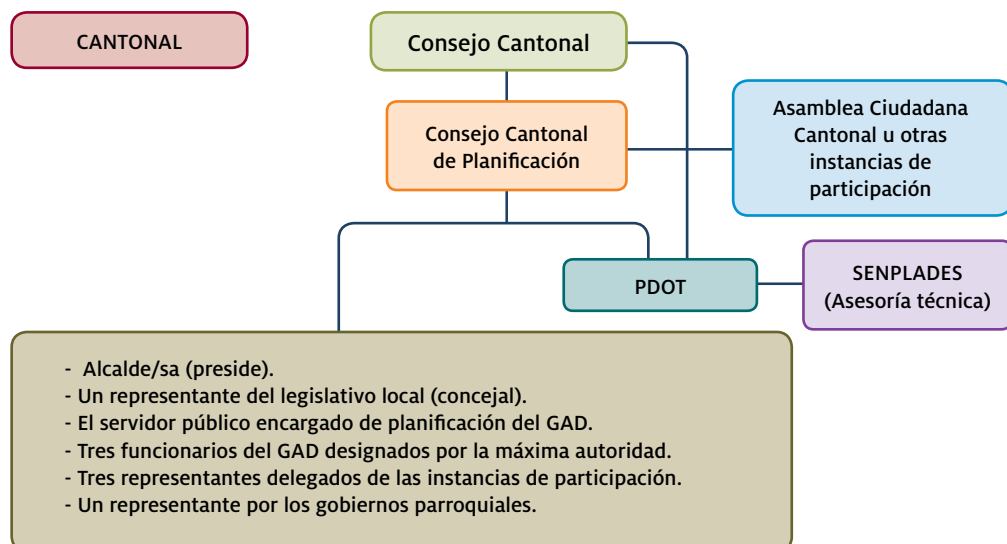 CANTONAL
Consejo Cantonal
Consejo Cantonal
de Planificación
Asamblea Ciudadana
Cantonal u otras
instancias de
participación
PDOT
SENPLADES
(Asesoría técnica)
- Alcalde/sa (preside).
- Un representante del legislativo local (concejal).
- El servidor público encargado de planificación del GAD.
- Tres funcionarios del GAD designados por la máxima autoridad.
- Tres representantes delegados de las instancias de participación.
- Un representante por los gobiernos parroquiales.